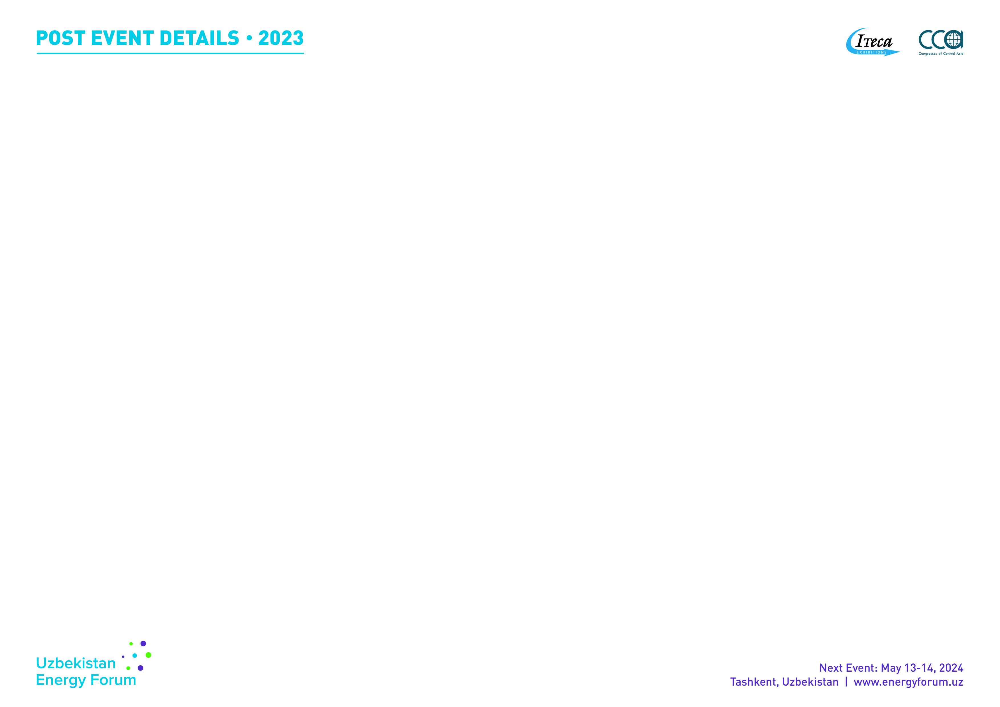 POST EVENT DETAILS • 2023
ITeca
EXHIBITIONS
cca
Congresses of Central Asia
Uzbekistan
Energy Forum
Next Event: May 13-14, 2024
Tashkent, Uzbekistan | www.energyforum.uz